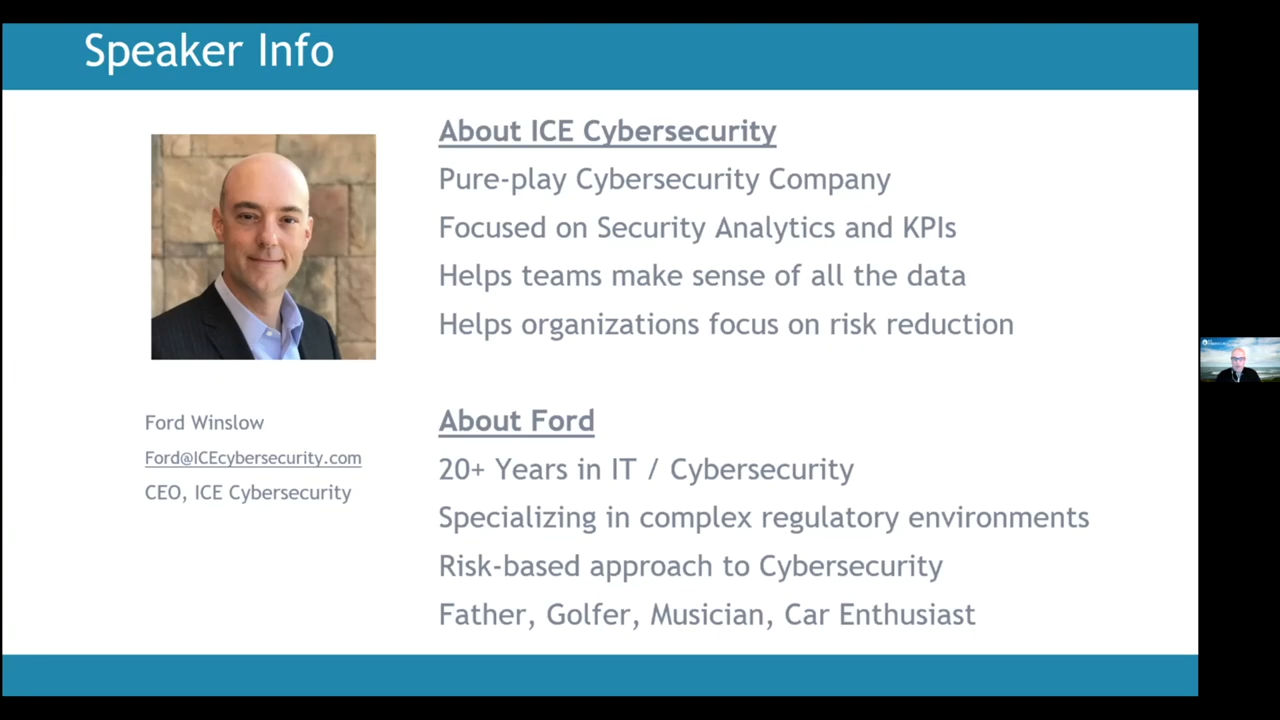 Speaker Info
About ICE Cybersecurity
Pure-play Cybersecurity Company
Focused on Security Analytics and KPIs
Helps teams make sense of all the data
Helps organizations focus on risk reduction
Ford Winslow
Ford@ICEcybersecurity.com
CEO, ICE Cybersecurity
About Ford
20+ Years in IT / Cybersecurity
Specializing in complex regulatory environments
Risk-based approach to Cybersecurity
Father, Golfer, Musician, Car Enthusiast